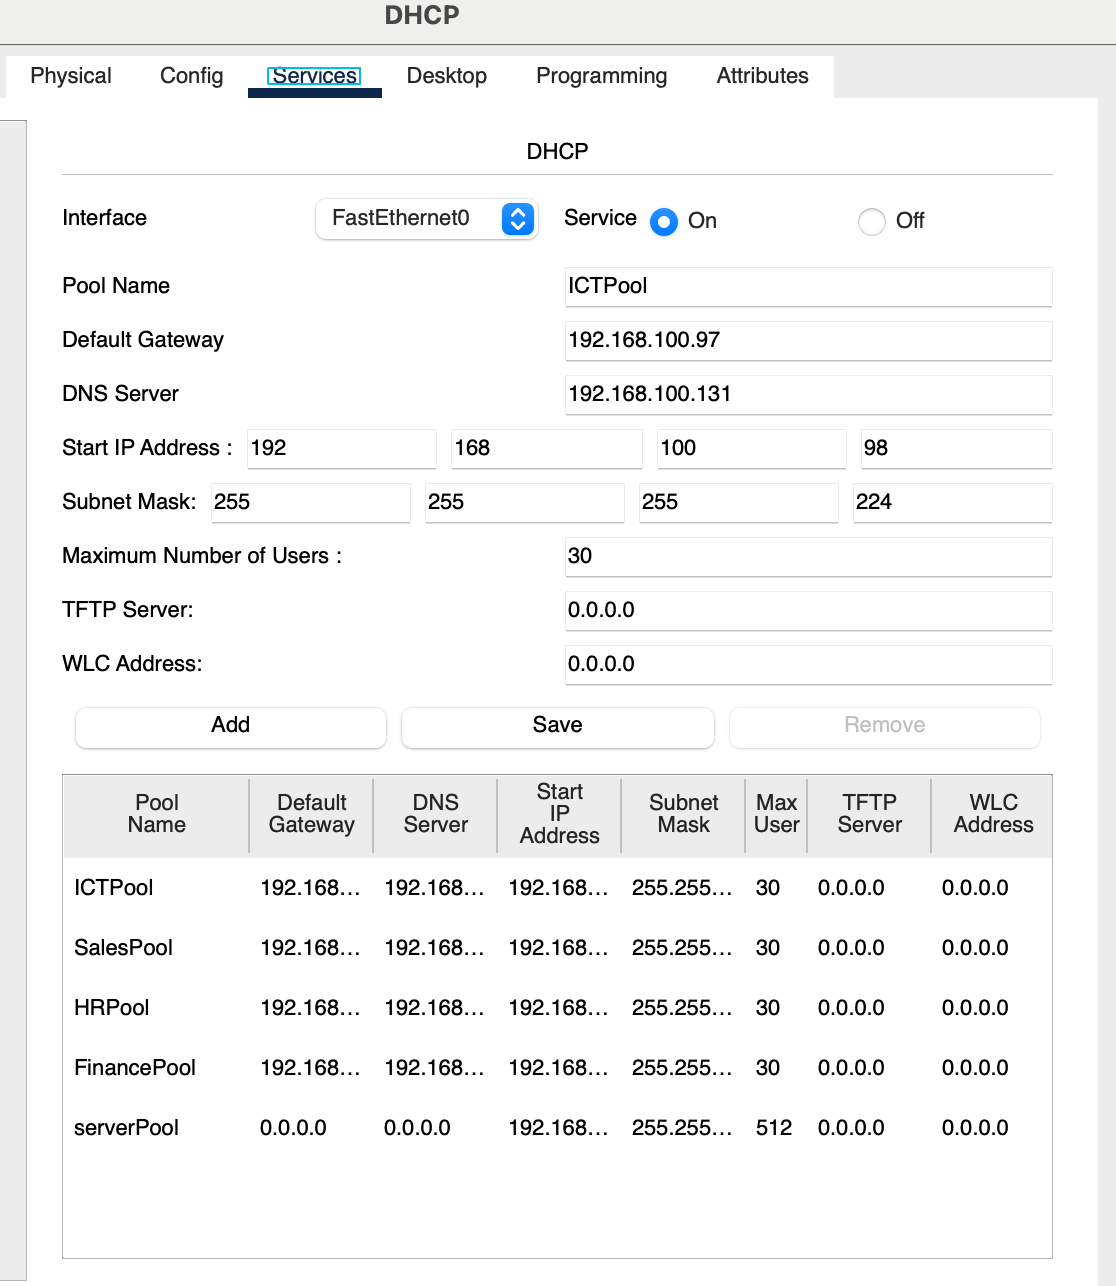 DHCP
Physical Config Services Desktop Programming Attributes
DHCP
Interface FastEthernet0 Service On Off
Pool Name ICTPool
Default Gateway 192.168.100.97
DNS Server 192.168.100.131
Start IP Address : 192 168 100 98
Subnet Mask: 255 255 255 224
Maximum Number of Users : 30
TFTP Server: 0.0.0.0
WLC Address: 0.0.0.0
Add Save Remove
Pool Name Default Gateway DNS Server Start IP Address Subnet Mask Max User TFTP Server WLC Address
ICTPool 192.168... 192.168... 192.168... 255.255... 30 0.0.0.0 0.0.0.0
SalesPool 192.168... 192.168... 192.168... 255.255... 30 0.0.0.0 0.0.0.0
HRPool 192.168... 192.168... 192.168... 255.255... 30 0.0.0.0 0.0.0.0
FinancePool 192.168... 192.168... 192.168... 255.255... 30 0.0.0.0 0.0.0.0
serverPool 0.0.0.0 0.0.0.0 192.168... 255.255... 512 0.0.0.0 0.0.0.0